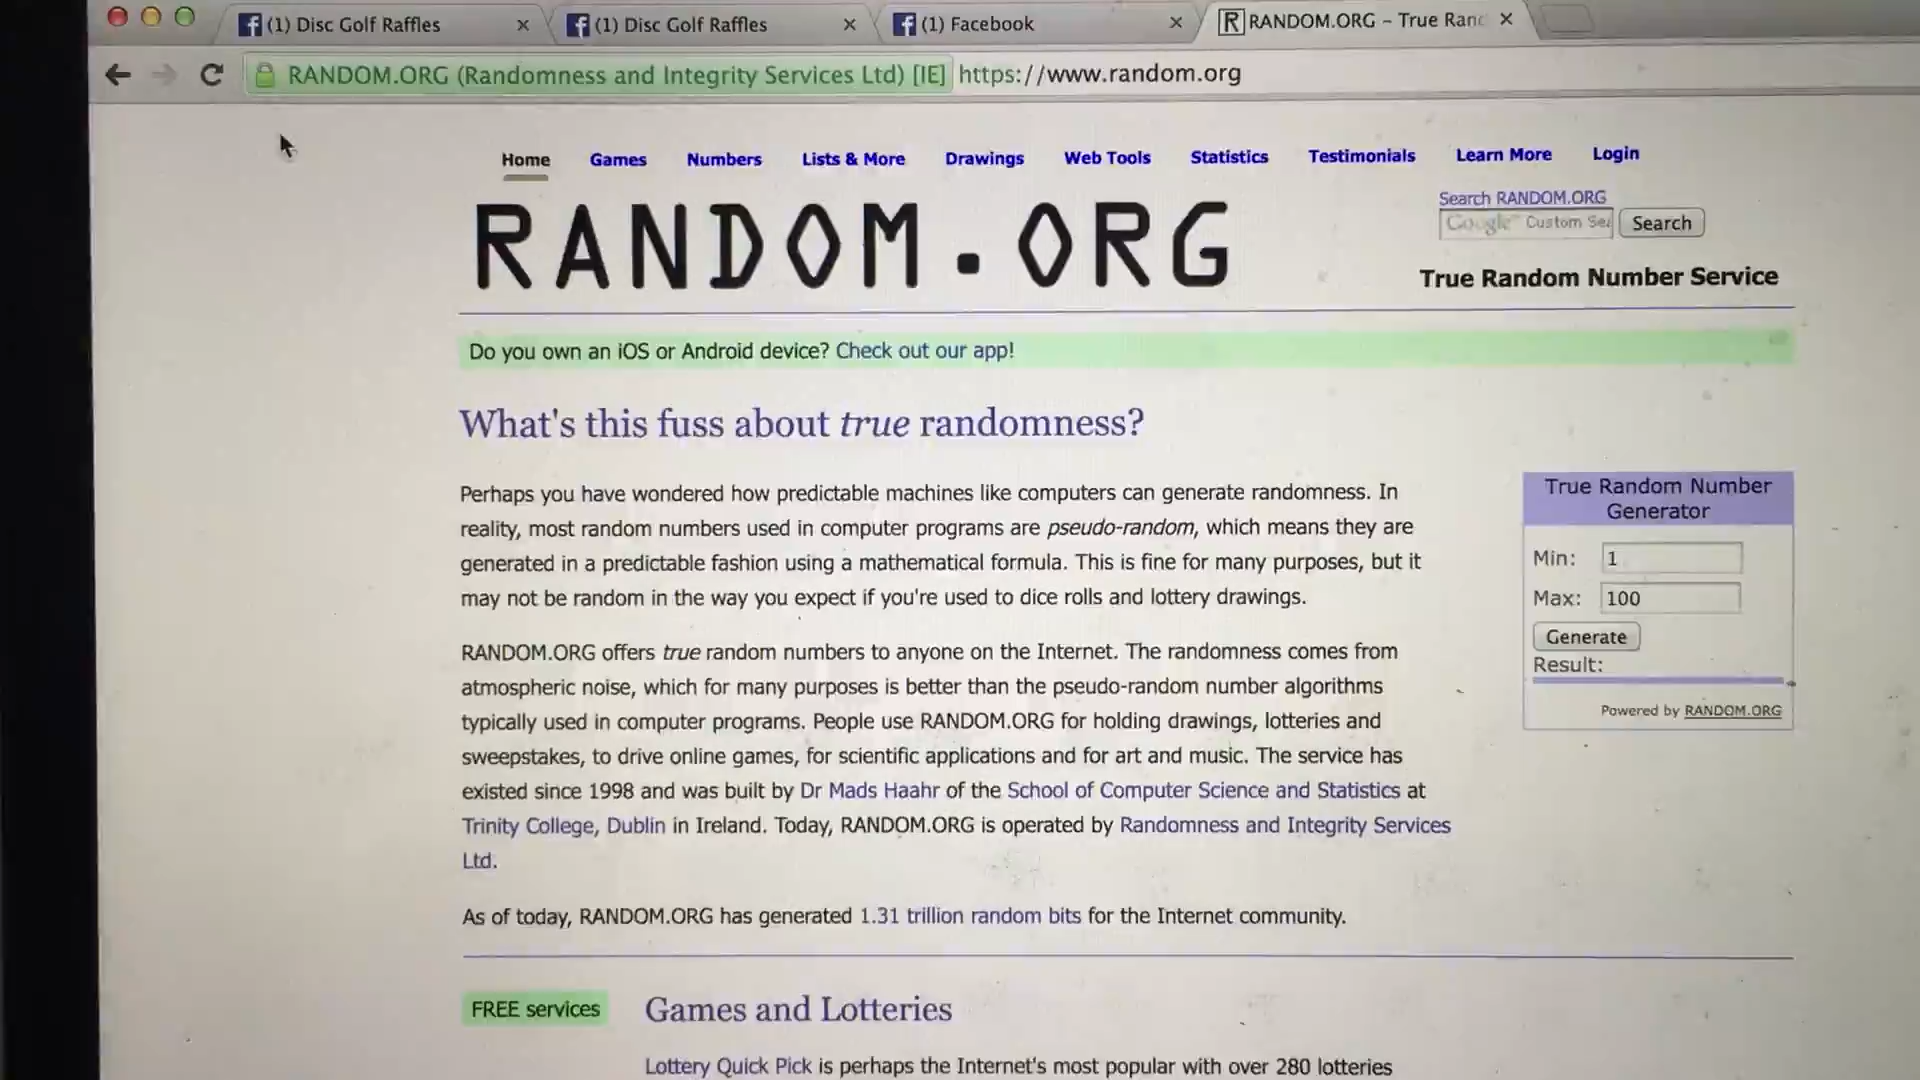 (1) Disc Golf Raffles
(1) Disc Golf Raffles
(1) Facebook
RANDOM.ORG – True Ranc
RANDOM.ORG (Randomness and Integrity Services Ltd) [IE] https://www.random.org
Home Games Numbers Lists & More Drawings Web Tools Statistics Testimonials Learn More Login
RANDOM.ORG
Search RANDOM.ORG
Google™ Custom Sea Search
True Random Number Service
Do you own an iOS or Android device? Check out our app!
What's this fuss about true randomness?
Perhaps you have wondered how predictable machines like computers can generate randomness. In
reality, most random numbers used in computer programs are pseudo-random, which means they are
generated in a predictable fashion using a mathematical formula. This is fine for many purposes, but it
may not be random in the way you expect if you're used to dice rolls and lottery drawings.
RANDOM.ORG offers true random numbers to anyone on the Internet. The randomness comes from
atmospheric noise, which for many purposes is better than the pseudo-random number algorithms
typically used in computer programs. People use RANDOM.ORG for holding drawings, lotteries and
sweepstakes, to drive online games, for scientific applications and for art and music. The service has
existed since 1998 and was built by Dr Mads Haahr of the School of Computer Science and Statistics at
Trinity College, Dublin in Ireland. Today, RANDOM.ORG is operated by Randomness and Integrity Services
Ltd.
As of today, RANDOM.ORG has generated 1.31 trillion random bits for the Internet community.
True Random Number
Generator
Min: 1
Max: 100
Generate
Result:
Powered by RANDOM.ORG
FREE services
Games and Lotteries
Lottery Quick Pick is perhaps the Internet's most popular with over 280 lotteries